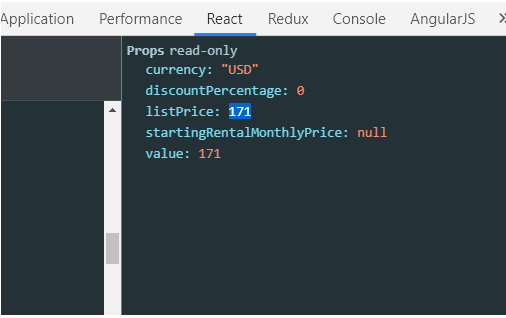 Application Performance React Redux Console AngularJS »
Props read-only
currency: "USD"
discountPercentage: 0
listPrice: 171
startingRentalMonthlyPrice: null
value: 171